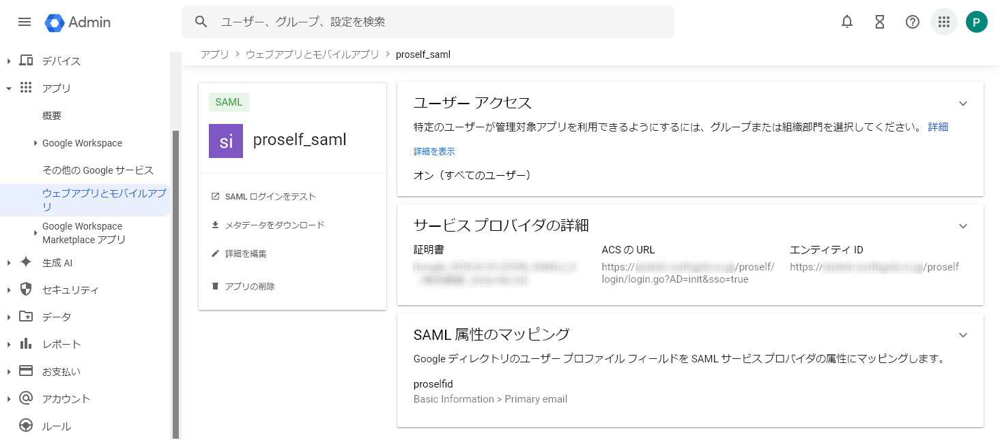 Admin
ユーザー、グループ、設定を検索
P
アプリ > ウェブアプリとモバイルアプリ > proself_saml
デバイス
アプリ
概要
Google Workspace
その他の Google サービス
ウェブアプリとモバイルアプ
リ
Google Workspace
Marketplace アプリ
生成 AI
セキュリティ
データ
レポート
お支払い
アカウント
ルール
SAML
si
proself_saml
SAML ログインをテスト
メタデータをダウンロード
詳細を編集
アプリの削除
ユーザー アクセス
特定のユーザーが管理対象アプリを利用できるようにするには、グループまたは組織部門を選択してください。 詳細
詳細を表示
オン（すべてのユーザー）
サービス プロバイダの詳細
証明書
ACS の URL
https:// /proself/
login/login.go?AD=init&sso=true
エンティティ ID
https:// /proself
SAML 属性のマッピング
Google ディレクトリのユーザー プロファイル フィールドを SAML サービス プロバイダの属性にマッピングします。
proselfid
Basic Information > Primary email